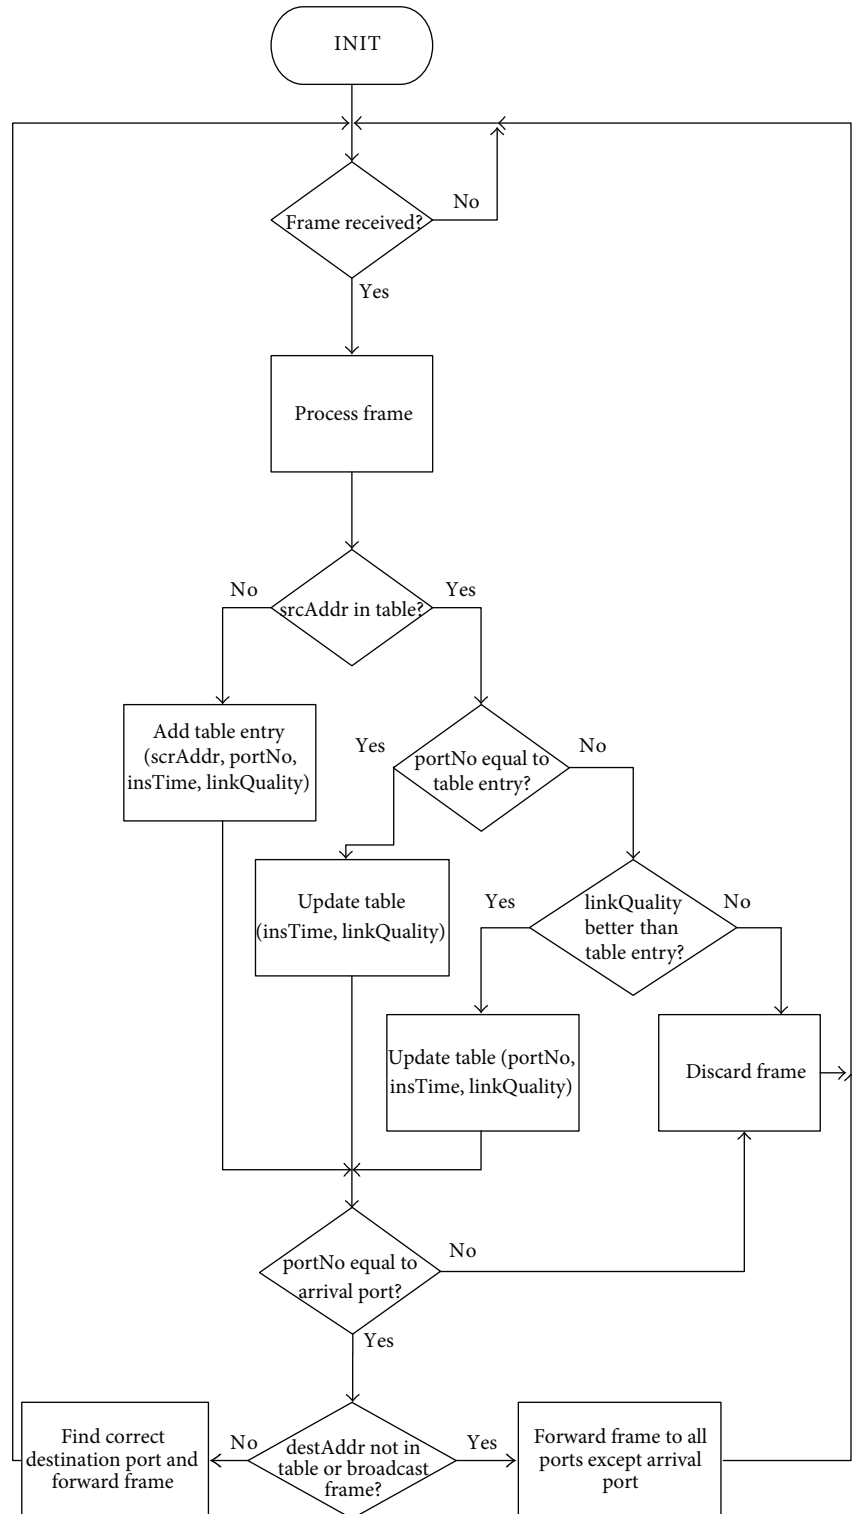 INIT
No
Frame received?
Yes
Process frame
No
Yes
srcAddr in table?
Add table entry
(scrAddr, portNo,
insTime, linkQuality)
Yes
No
portNo equal to
table entry?
Update table
(insTime, linkQuality)
Yes
No
linkQuality
better than
table entry?
Update table (portNo,
insTime, linkQuality)
Discard frame
No
portNo equal to
arrival port?
Yes
Find correct
destination port and
forward frame
No
Yes
destAddr not in
table or broadcast
frame?
Forward frame to all
ports except arrival
port